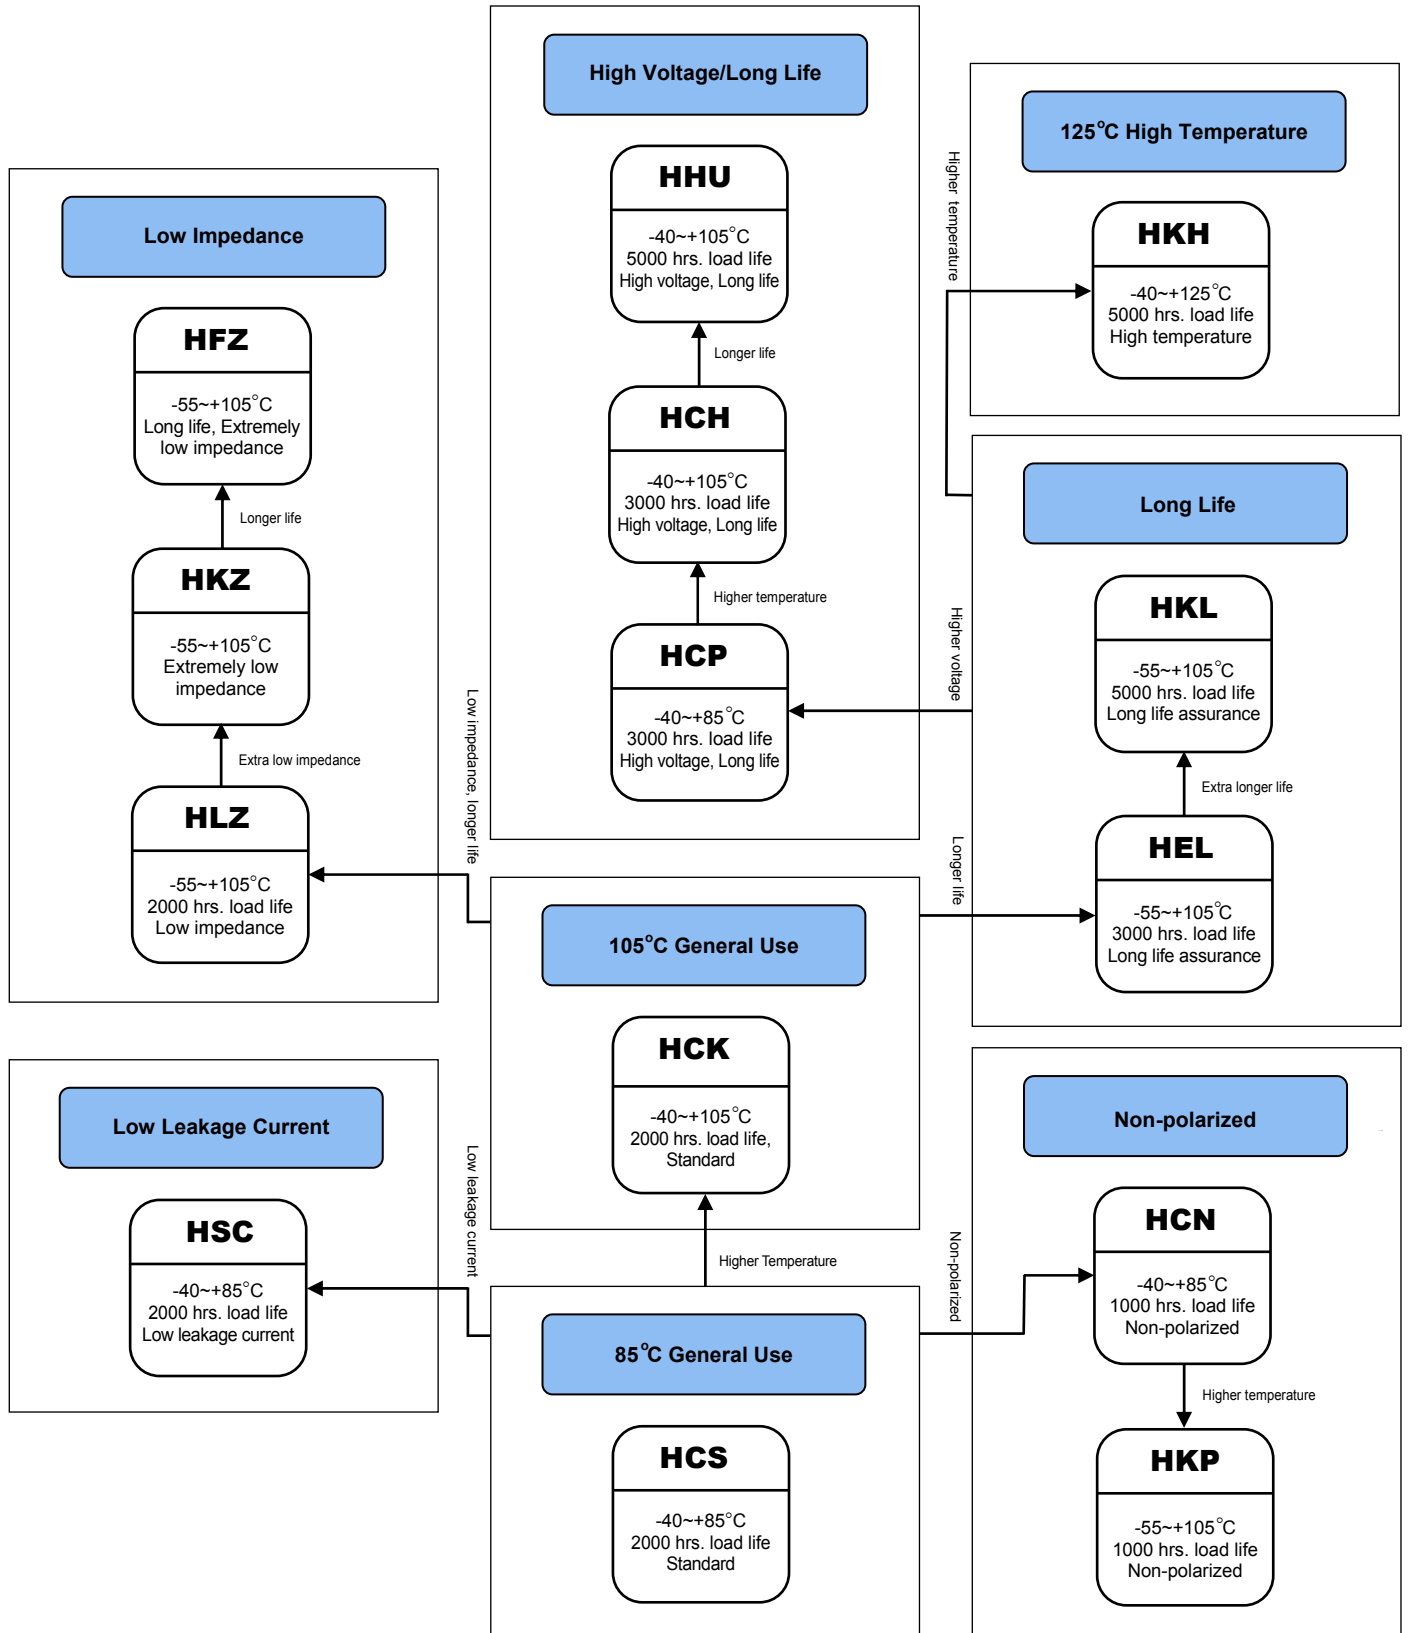 High Voltage/Long Life
HHU
-40~+105°C
5000 hrs. load life
High voltage, Long life
Longer life
HCH
-40~+105°C
3000 hrs. load life
High voltage, Long life
Higher temperature
HCP
-40~+85°C
3000 hrs. load life
High voltage, Long life
125°C High Temperature
HKH
-40~+125°C
5000 hrs. load life
High temperature
Higher temperature
Low Impedance
HFZ
-55~+105°C
Long life, Extremely
low impedance
Longer life
HKZ
-55~+105°C
Extremely low
impedance
Extra low impedance
HLZ
-55~+105°C
2000 hrs. load life
Low impedance
Low impedance, longer life
Long Life
HKL
-55~+105°C
5000 hrs. load life
Long life assurance
Extra longer life
HEL
-55~+105°C
3000 hrs. load life
Long life assurance
Higher voltage
Longer life
105°C General Use
HCK
-40~+105°C
2000 hrs. load life,
Standard
Higher Temperature
Low Leakage Current
HSC
-40~+85°C
2000 hrs. load life
Low leakage current
Low leakage current
85°C General Use
HCS
-40~+85°C
2000 hrs. load life
Standard
Non-polarized
Non-polarized
HCN
-40~+85°C
1000 hrs. load life
Non-polarized
Higher temperature
HKP
-55~+105°C
1000 hrs. load life
Non-polarized